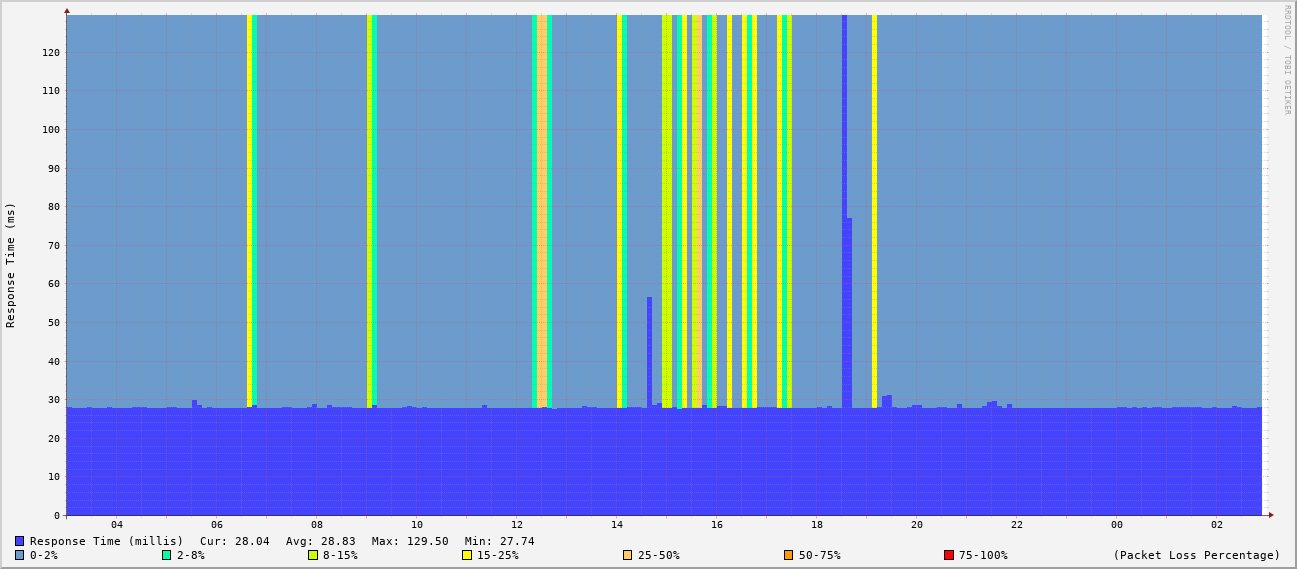 RRDTOOL / TOBI OETIKER
Response Time (ms)
120
110
100
90
80
70
60
50
40
30
20
10
0
04 06 08 10 12 14 16 18 20 22 00 02
Response Time (millis) Cur: 28.04 Avg: 28.83 Max: 129.50 Min: 27.74
0-2% 2-8% 8-15% 15-25% 25-50% 50-75% 75-100% (Packet Loss Percentage)